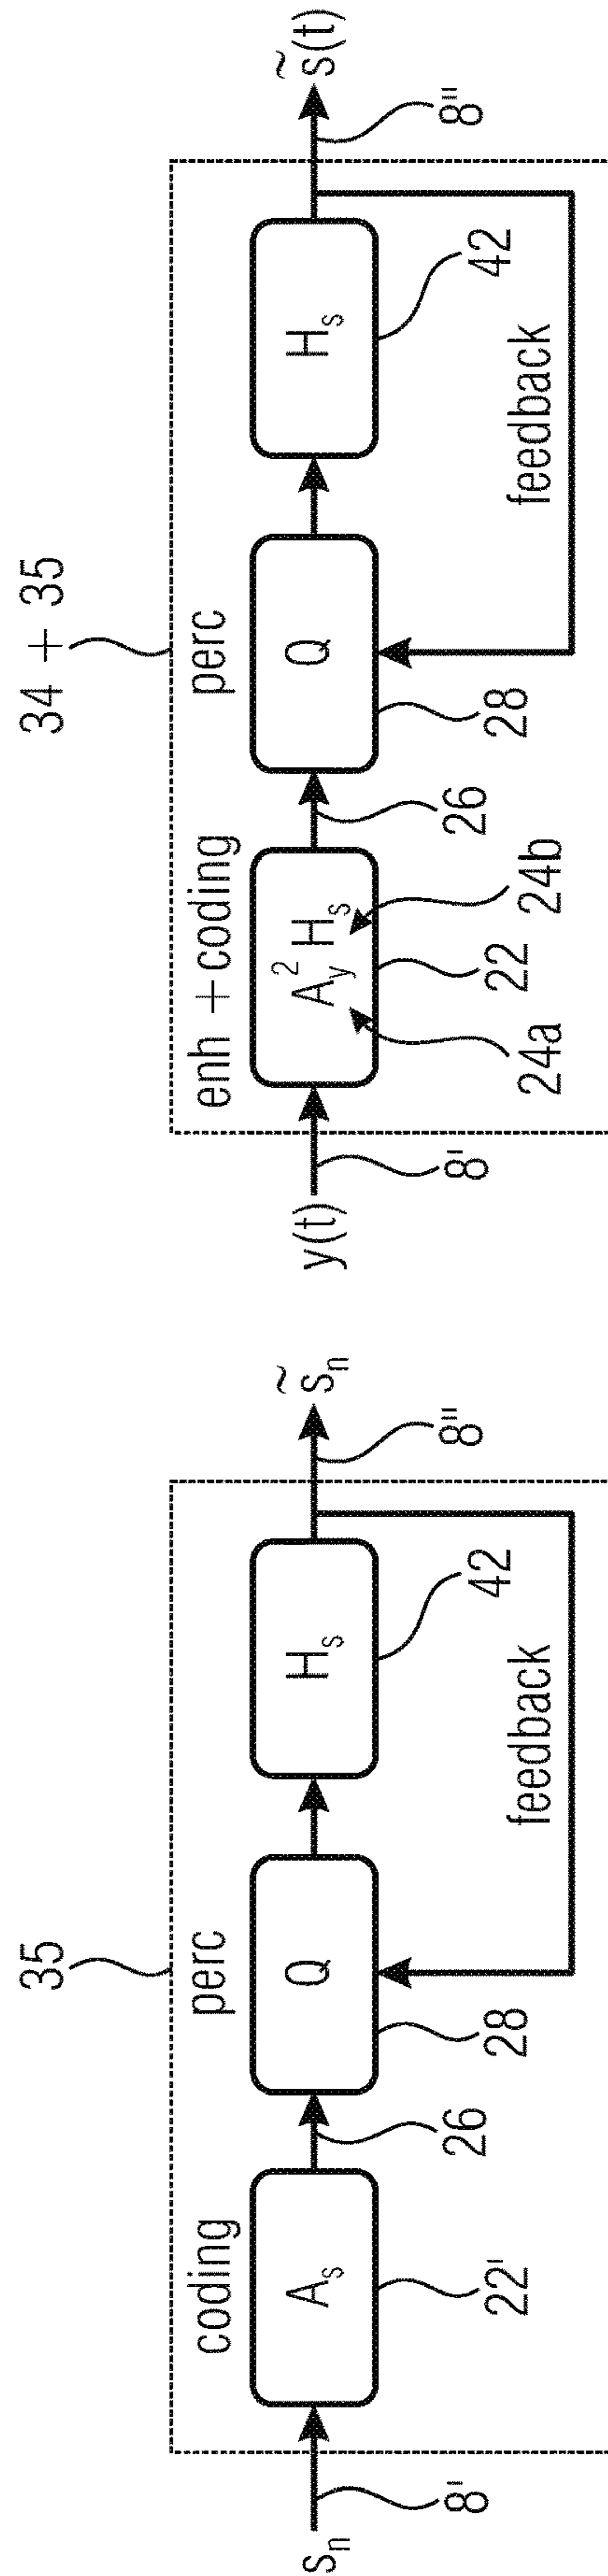 35
coding
perc
A_s
Q
H_s
s_n
s̃_n
8'
22'
26
28
42
8"
feedback
34 + 35
enh + coding
perc
A_y^2 H_s
Q
H_s
y(t)
s̃(t)
8'
24a
22
24b
26
28
42
8"
feedback